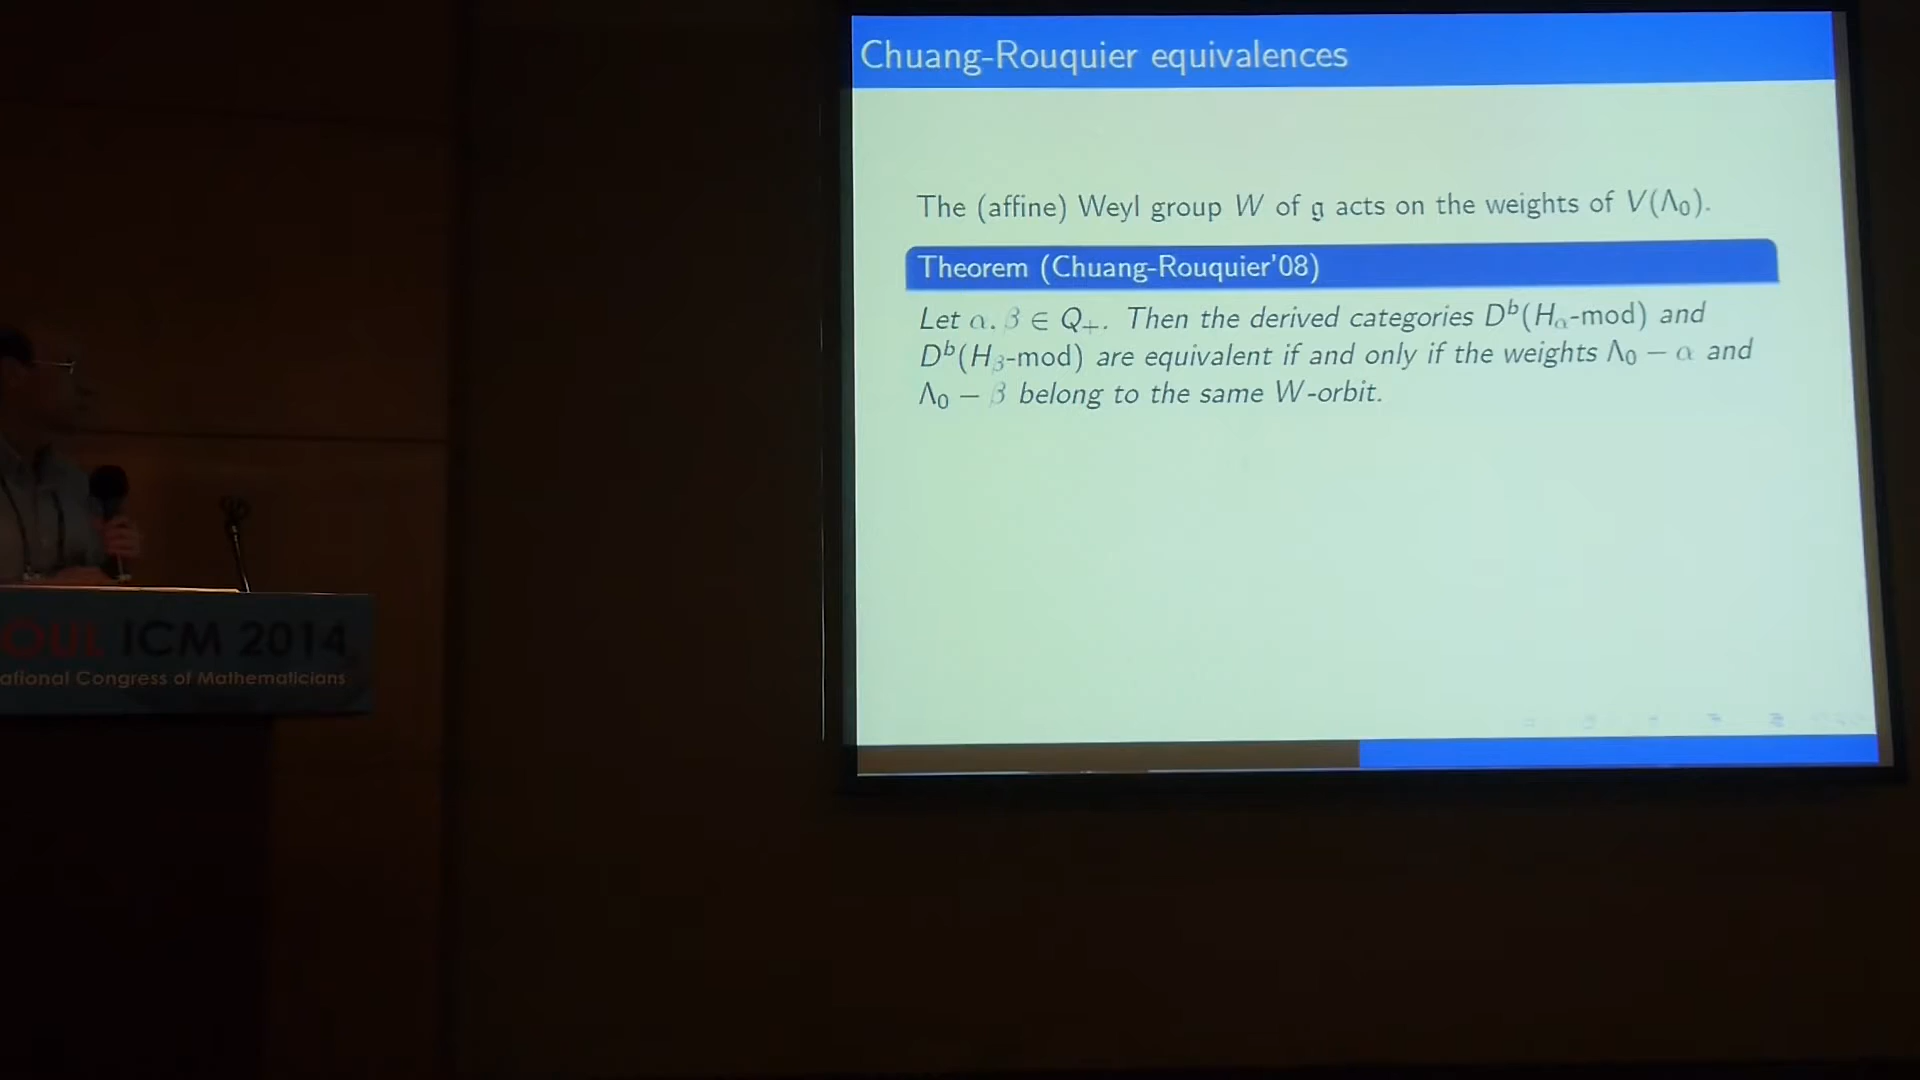 Chuang-Rouquier equivalences
The (affine) Weyl group W of 𝔤 acts on the weights of V(Λ₀).
Theorem (Chuang-Rouquier'08)
Let α, β ∈ Q₊. Then the derived categories Dᵇ(H_α-mod) and
Dᵇ(H_β-mod) are equivalent if and only if the weights Λ₀ − α and
Λ₀ − β belong to the same W-orbit.
OUL ICM 2014
ational Congress of Mathematicians